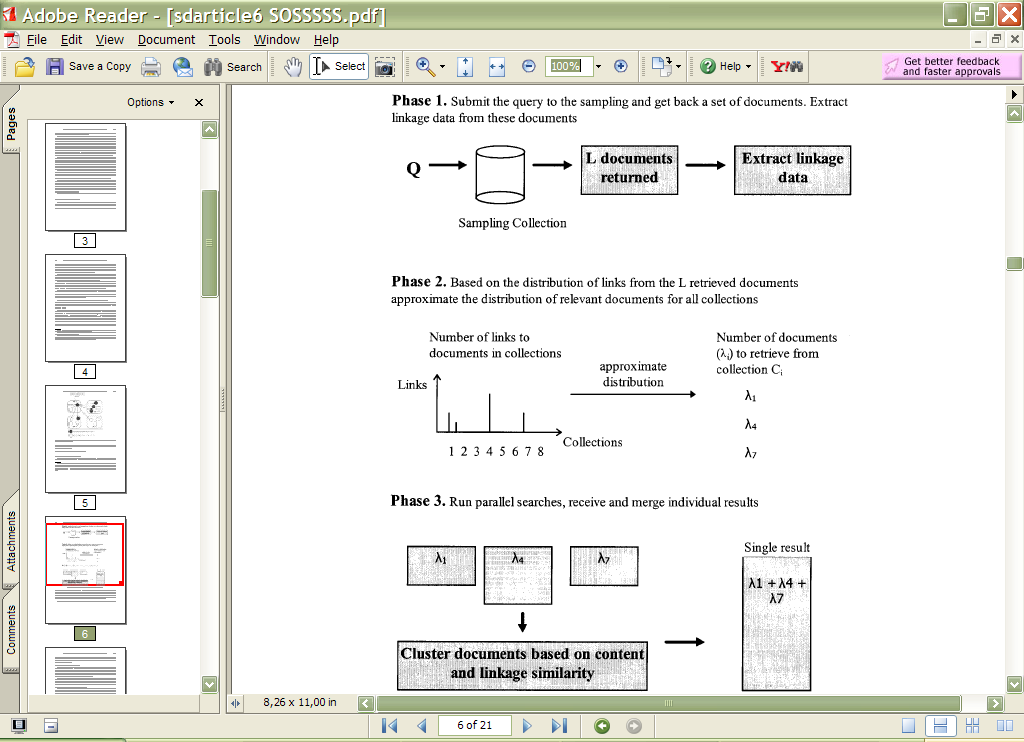 Adobe Reader - [sdarticle6 SOSSSSS.pdf]
File Edit View Document Tools Window Help
Save a Copy Search Select 100% Help Y! Get better feedback
and faster approvals
Options
Pages
3
4
5
6
Attachments
Comments
Phase 1. Submit the query to the sampling and get back a set of documents. Extract
linkage data from these documents
Q
L documents
returned
Extract linkage
data
Sampling Collection
Phase 2. Based on the distribution of links from the L retrieved documents
approximate the distribution of relevant documents for all collections
Number of links to
documents in collections
Links
1 2 3 4 5 6 7 8
Collections
approximate
distribution
Number of documents
(λi) to retrieve from
collection Ci
λ1
λ4
λ7
Phase 3. Run parallel searches, receive and merge individual results
λ1
λ4
λ7
Cluster documents based on content
and linkage similarity
Single result
λ1 + λ4 +
λ7
8,26 x 11,00 in
6 of 21